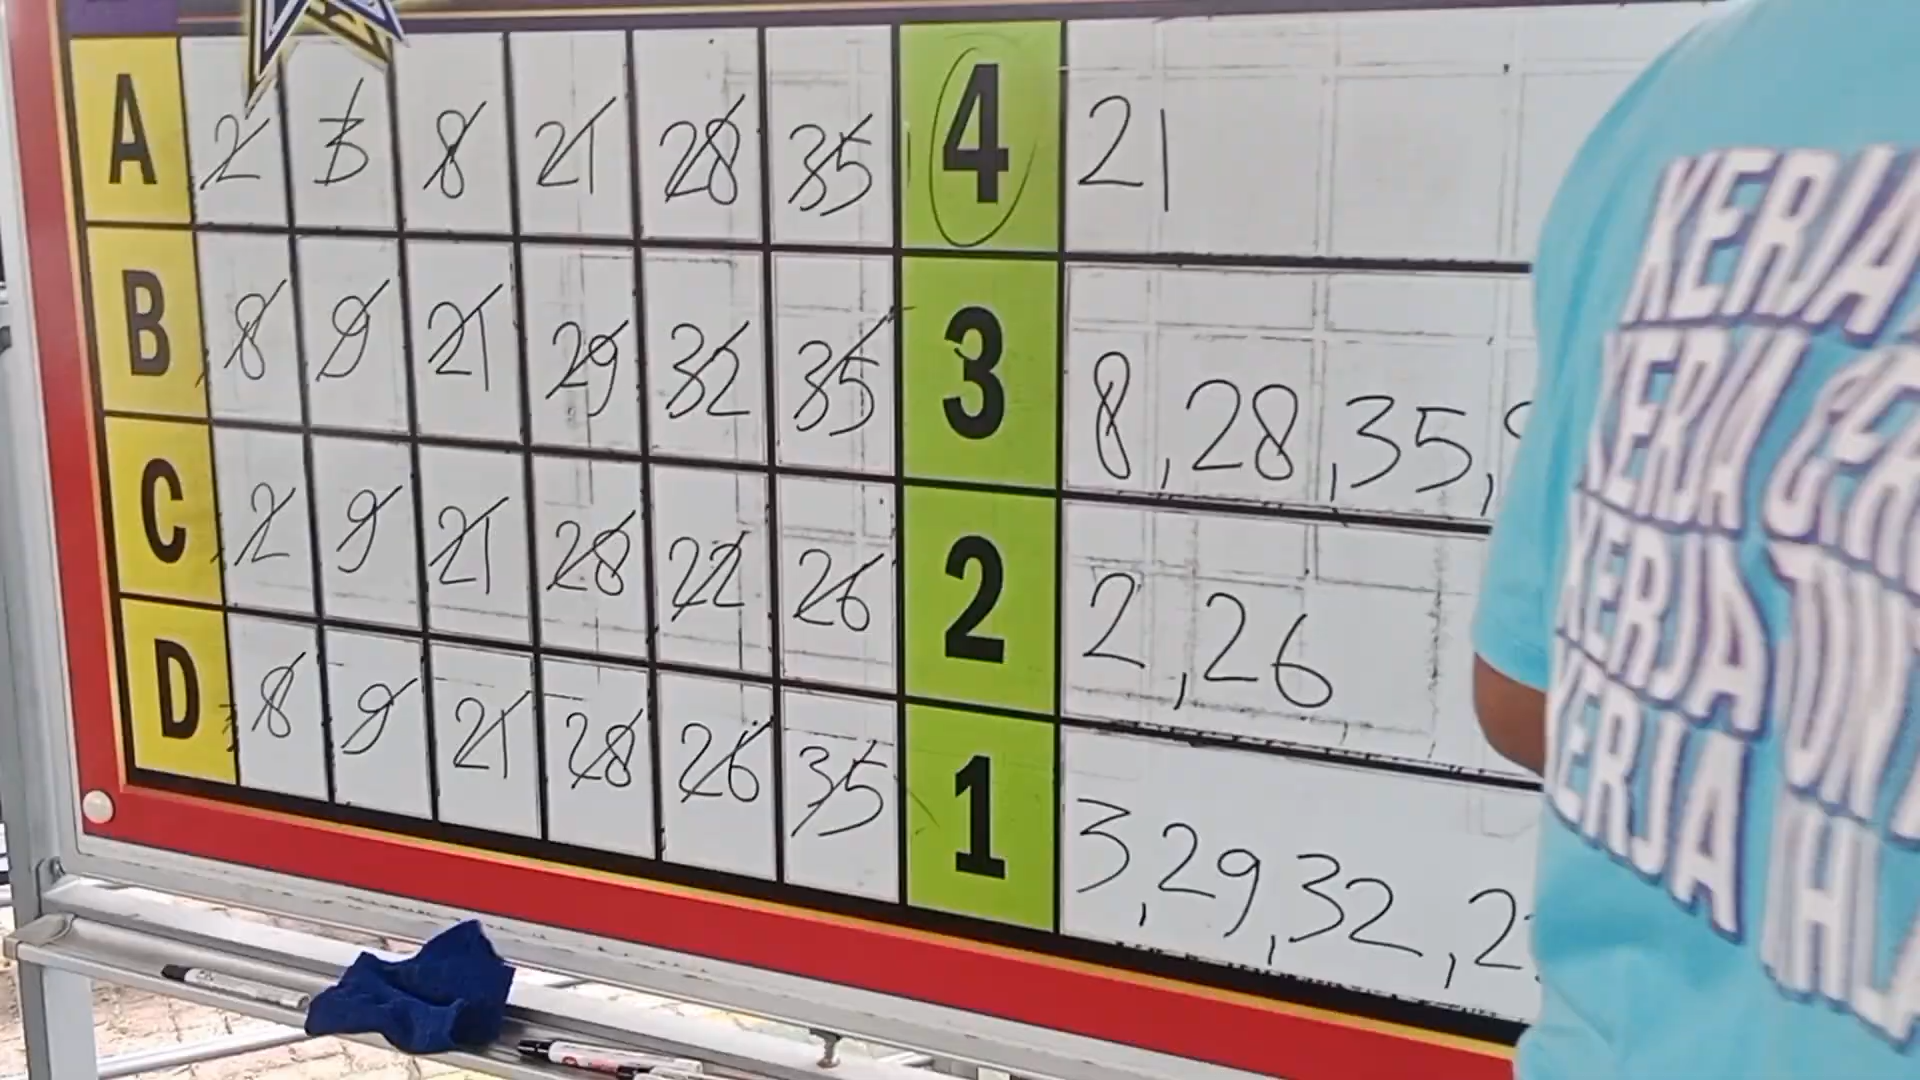 A 2 3 8 21 28 35 4 21
B 8 9 21 29 32 35 3 8, 28, 35,
C 2 9 21 28 22 26 2 2, 26
D 8 9 21 28 26 35 1 3, 29, 32, 2
KERJA
KERJA
KERJA
KERJA